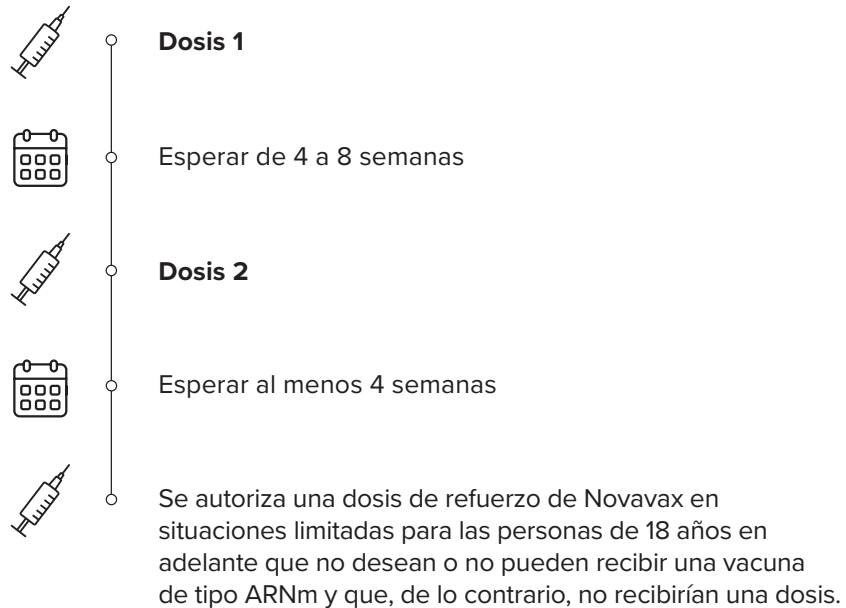 Dosis 1
Esperar de 4 a 8 semanas
Dosis 2
Esperar al menos 4 semanas
Se autoriza una dosis de refuerzo de Novavax en
situaciones limitadas para las personas de 18 años en
adelante que no desean o no pueden recibir una vacuna
de tipo ARNm y que, de lo contrario, no recibirían una dosis.